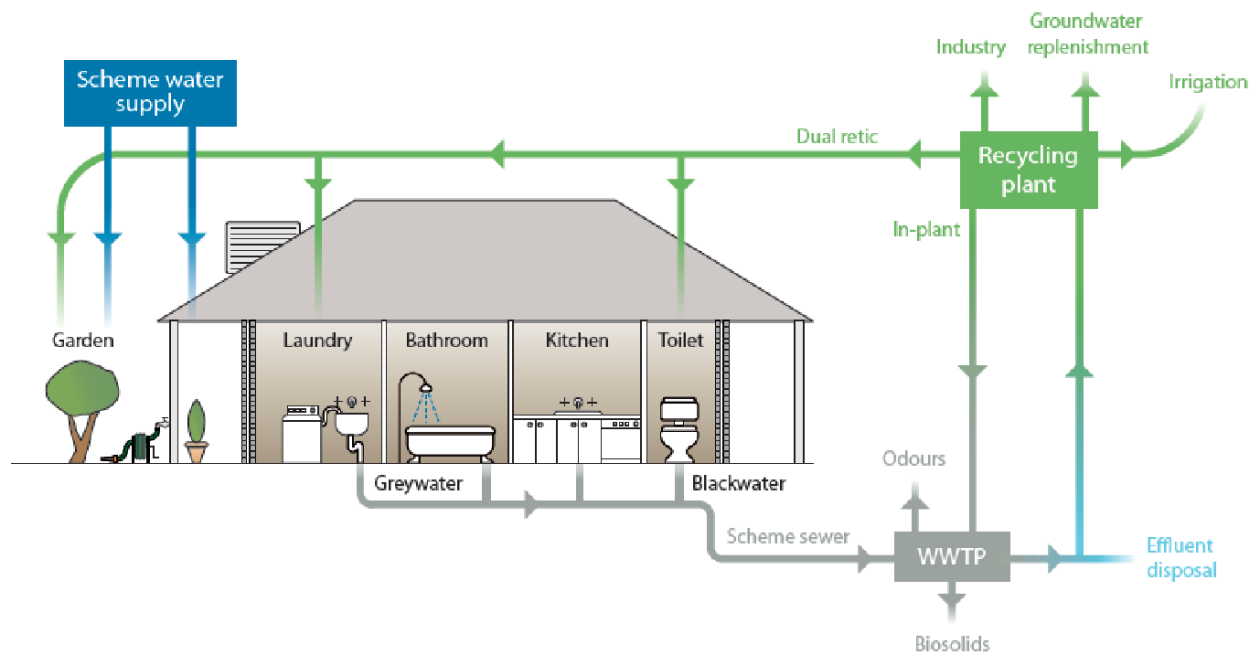 Groundwater
replenishment
Industry
Irrigation
Scheme water
supply
Dual retic
Recycling
plant
In-plant
Garden
Laundry
Bathroom
Kitchen
Toilet
Greywater
Blackwater
Odours
Scheme sewer
WWTP
Effluent
disposal
Biosolids